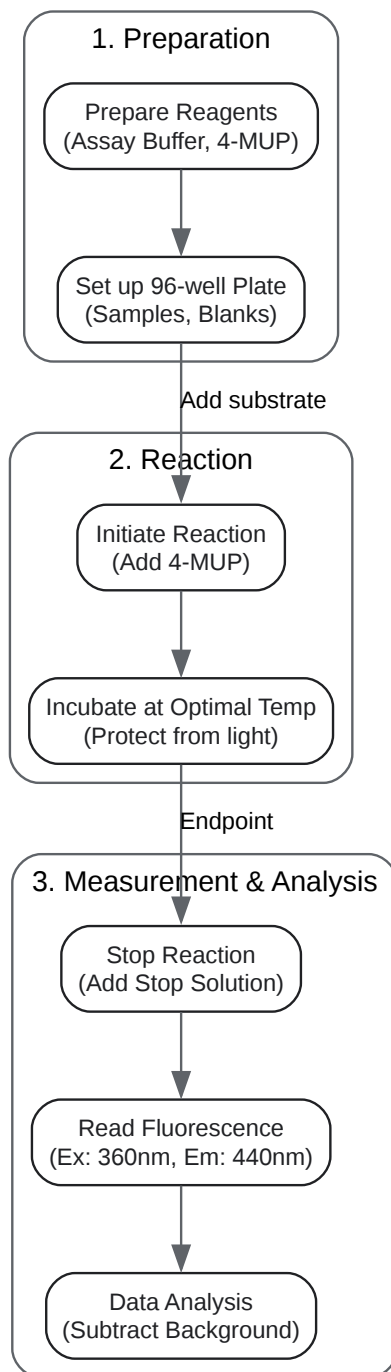 1. Preparation
Prepare Reagents
(Assay Buffer, 4-MUP)
Set up 96-well Plate
(Samples, Blanks)
Add substrate
2. Reaction
Initiate Reaction
(Add 4-MUP)
Incubate at Optimal Temp
(Protect from light)
Endpoint
3. Measurement & Analysis
Stop Reaction
(Add Stop Solution)
Read Fluorescence
(Ex: 360nm, Em: 440nm)
Data Analysis
(Subtract Background)